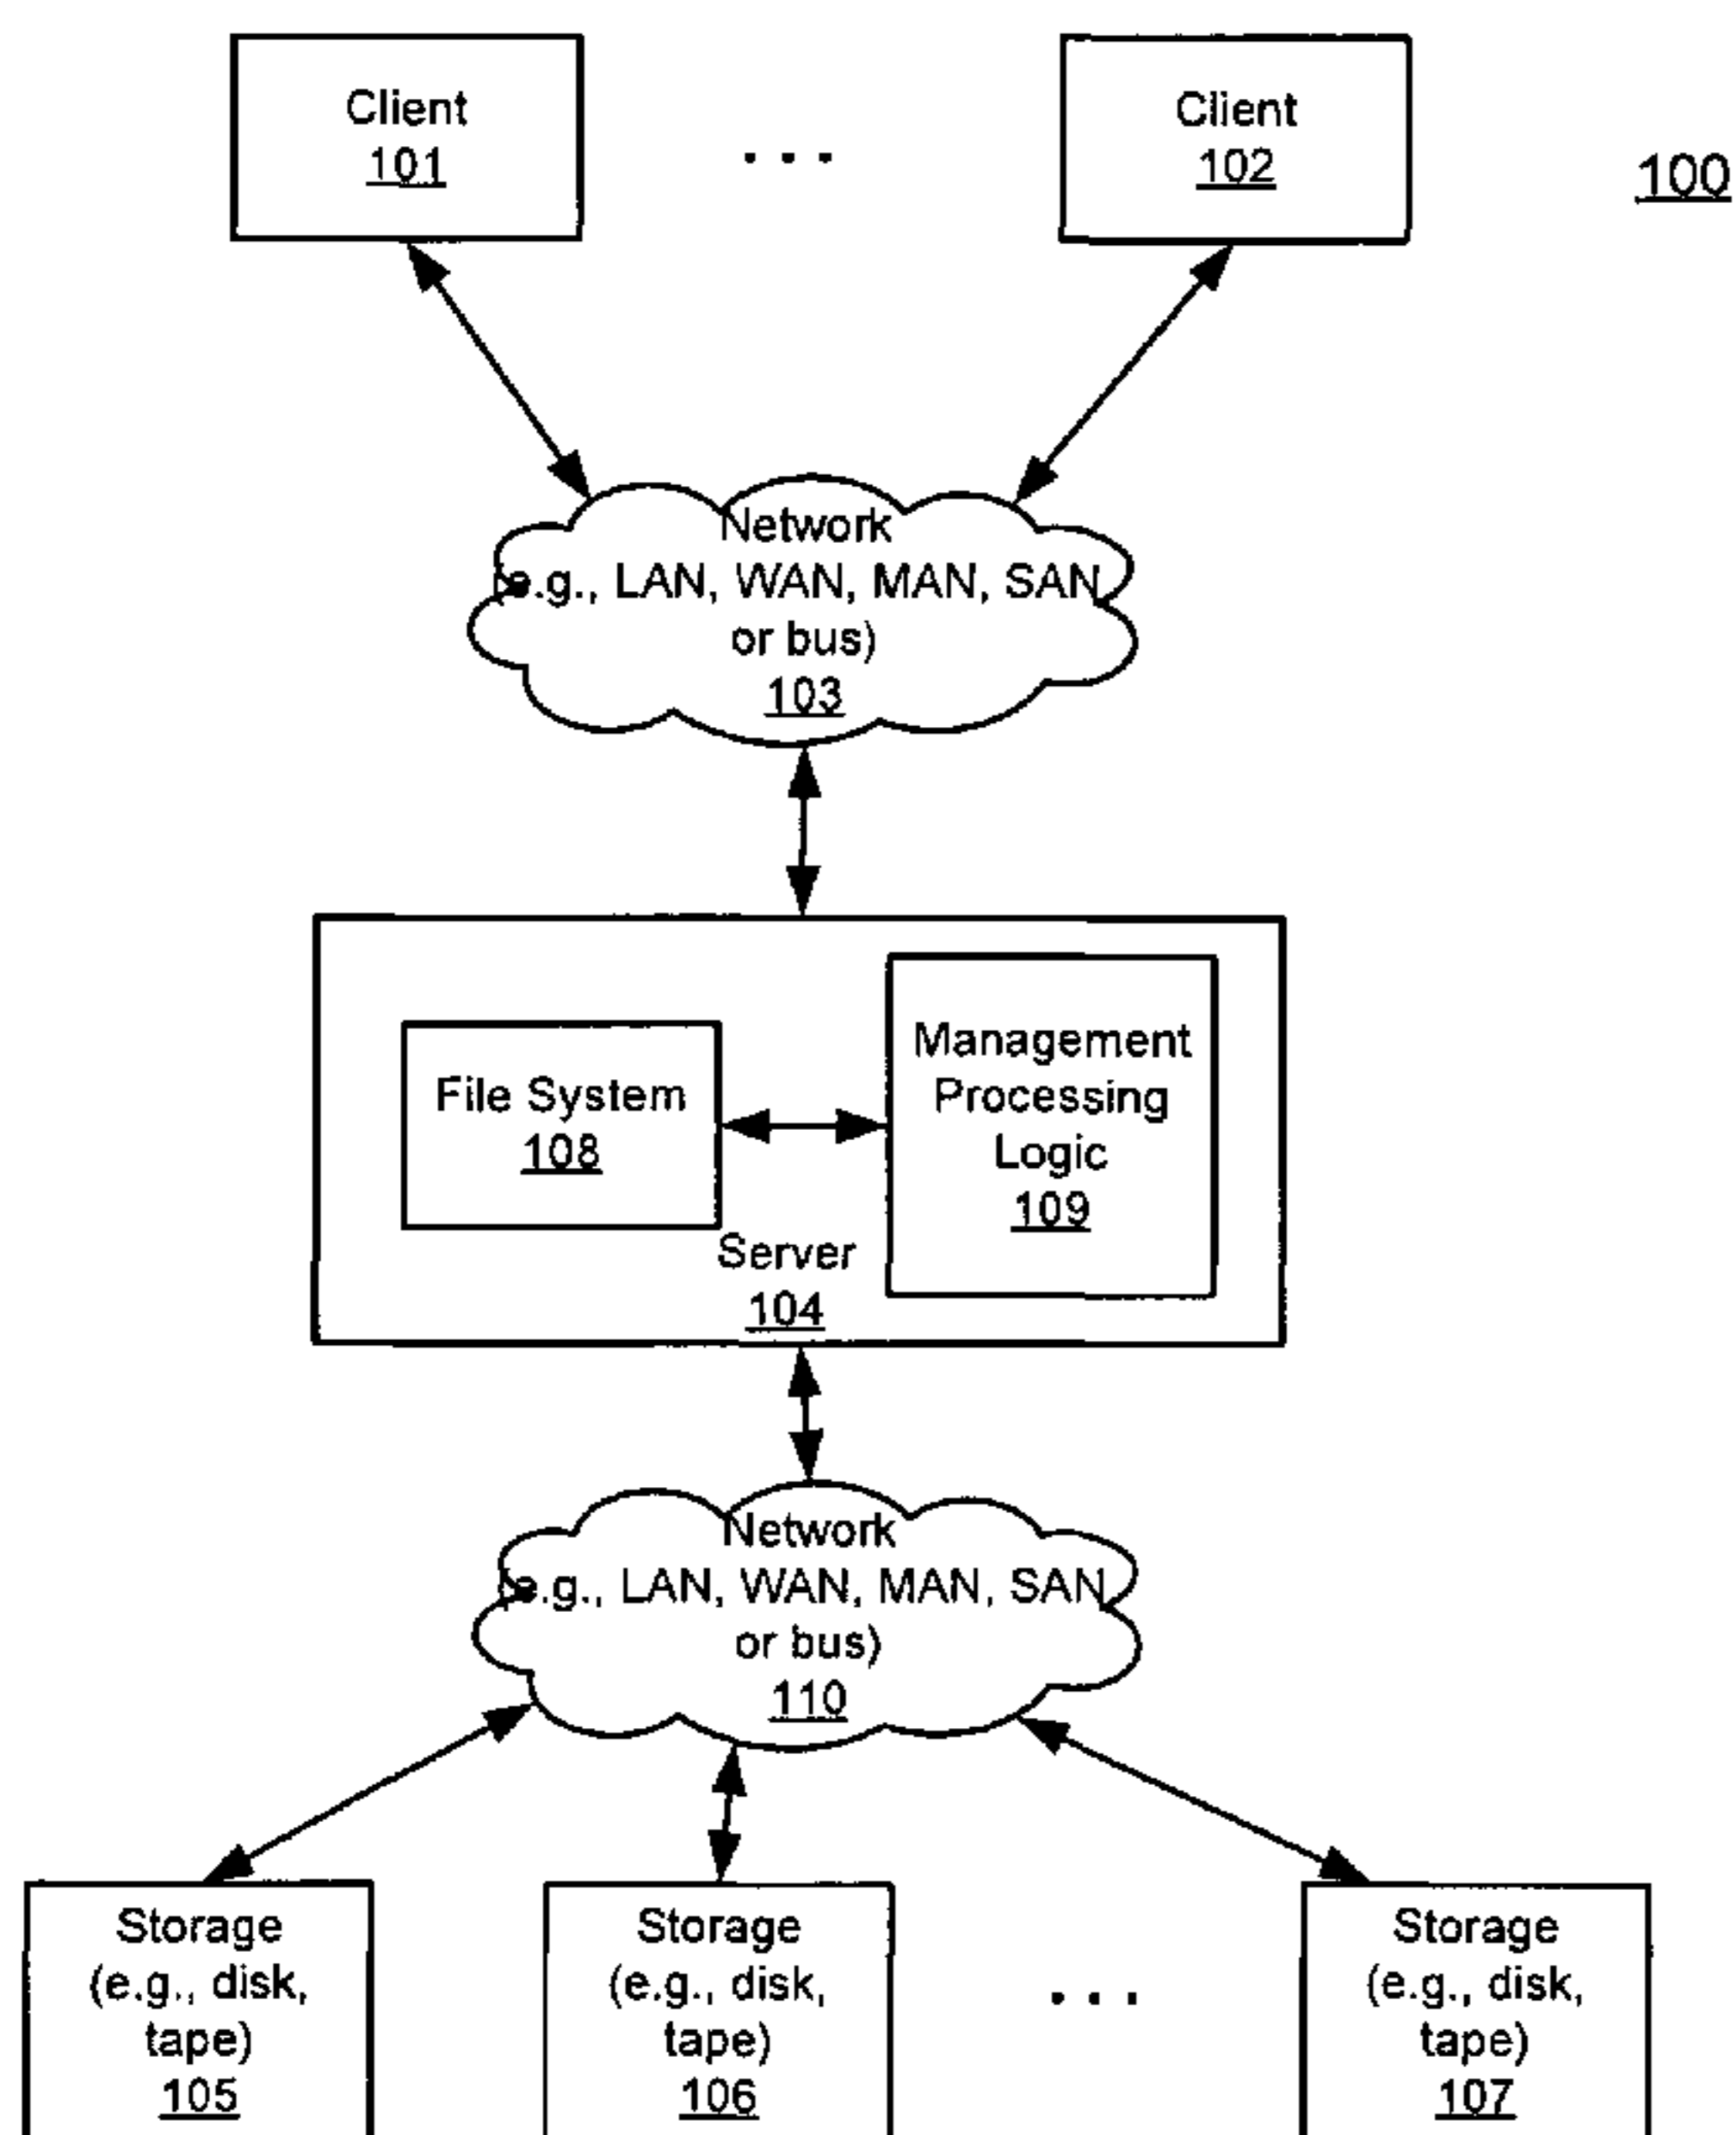 Client
101
. . .
Client
102
100
Network
(e.g., LAN, WAN, MAN, SAN,
or bus)
103
File System
108
Management
Processing
Logic
109
Server
104
Network
(e.g., LAN, WAN, MAN, SAN,
or bus)
110
Storage
(e.g., disk,
tape)
105
Storage
(e.g., disk,
tape)
106
. . .
Storage
(e.g., disk,
tape)
107